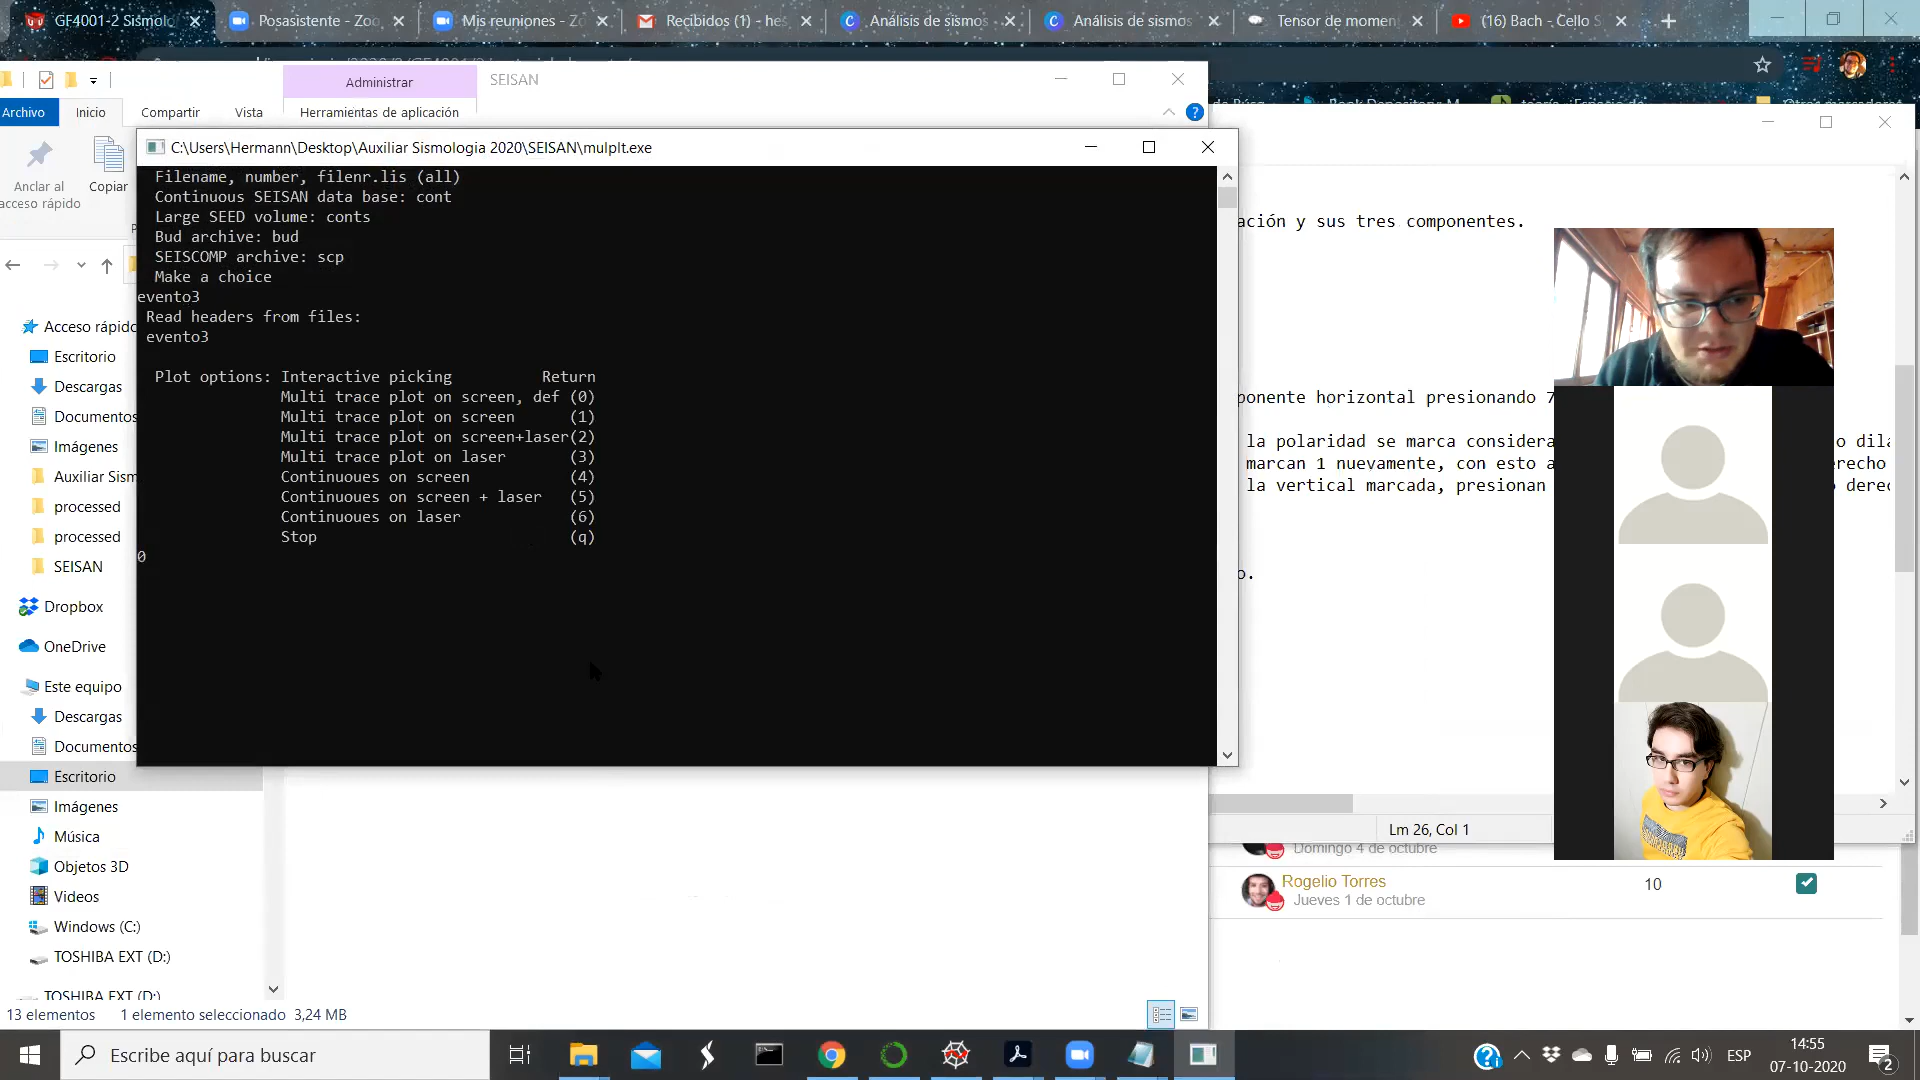 GF4001-2 Sismolo
Posasistente - Zoo
Mis reuniones - Zo
Recibidos (1) - hes
Análisis de sismos
Análisis de sismos
Tensor de momen
(16) Bach - Cello S
Administrar
SEISAN
Archivo
Inicio
Compartir
Vista
Herramientas de aplicación
Anclar al
acceso rápido
Copiar
C:\Users\Hermann\Desktop\Auxiliar Sismologia 2020\SEISAN\mulplt.exe
Filename, number, filenr.lis (all)
Continuous SEISAN data base: cont
Large SEED volume: conts
Bud archive: bud
SEISCOMP archive: scp
Make a choice
evento3
Read headers from files:
evento3
Plot options: Interactive picking Return
Multi trace plot on screen, def (0)
Multi trace plot on screen (1)
Multi trace plot on screen+laser(2)
Multi trace plot on laser (3)
Continuoues on screen (4)
Continuoues on screen + laser (5)
Continuoues on laser (6)
Stop (q)
0
Acceso rápido
Escritorio
Descargas
Documentos
Imágenes
Auxiliar Sism
processed
processed
SEISAN
Dropbox
OneDrive
Este equipo
Descargas
Documentos
Escritorio
Imágenes
Música
Objetos 3D
Videos
Windows (C:)
TOSHIBA EXT (D:)
TOSHIBA EXT (D:)
13 elementos
1 elemento seleccionado 3,24 MB
ación y sus tres componentes.
ponente horizontal presionando 7
la polaridad se marca considera
o dila
marcan 1 nuevamente, con esto a
erecho
la vertical marcada, presionan
o derec
o.
Lm 26, Col 1
Domingo 4 de octubre
Rogelio Torres
10
Jueves 1 de octubre
Escribe aquí para buscar
ESP
14:55
07-10-2020
2